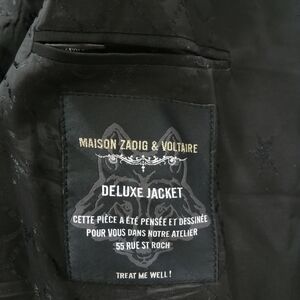 MAISON ZADIG & VOLTAIRE
DELUXE JACKET
CETTE PIÈCE A ÉTÉ PENSÉE ET DESSINÉE
POUR VOUS DANS NOTRE ATELIER
55 RUE ST ROCH
TREAT ME WELL !